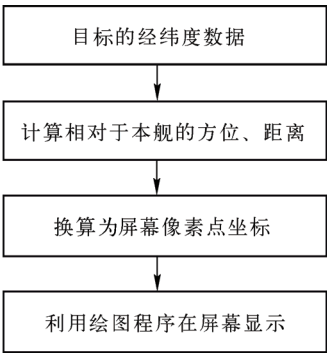 目标的经纬度数据
计算相对于本舰的方位、距离
换算为屏幕像素点坐标
利用绘图程序在屏幕显示